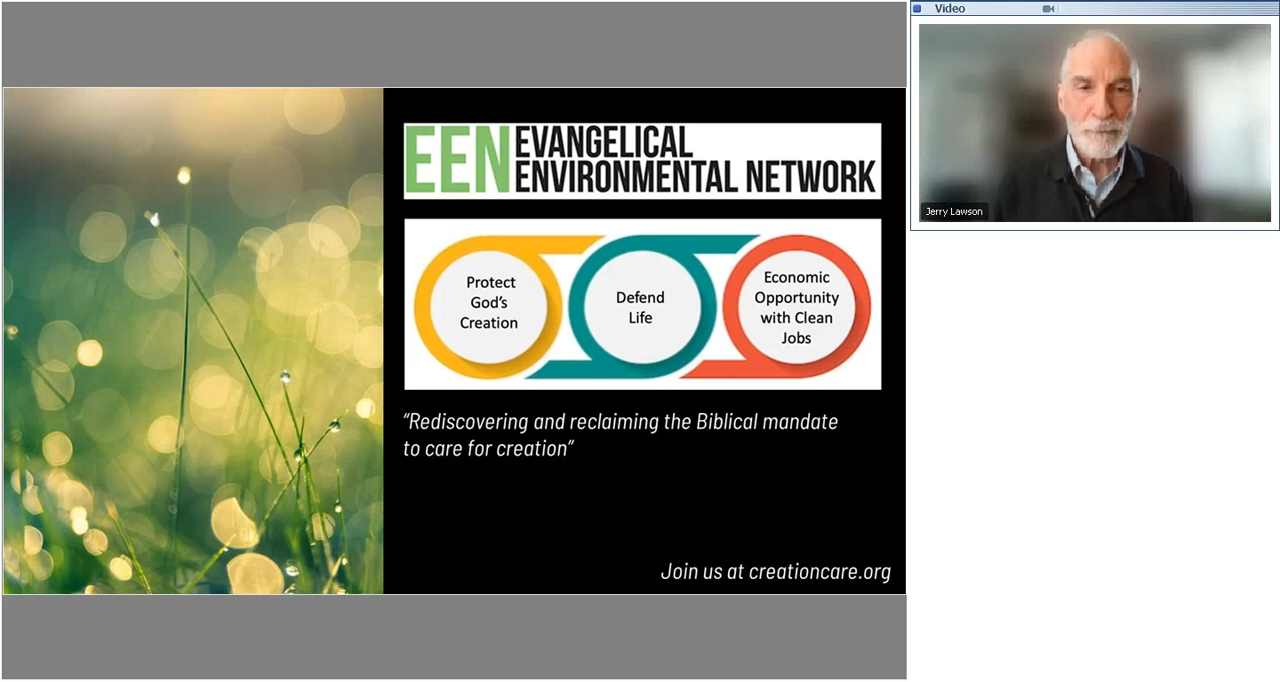 EEN
EVANGELICAL
ENVIRONMENTAL NETWORK
Protect
God's
Creation
Defend
Life
Economic
Opportunity
with Clean
Jobs
“Rediscovering and reclaiming the Biblical mandate
to care for creation”
Join us at creationcare.org
Video
Jerry Lawson